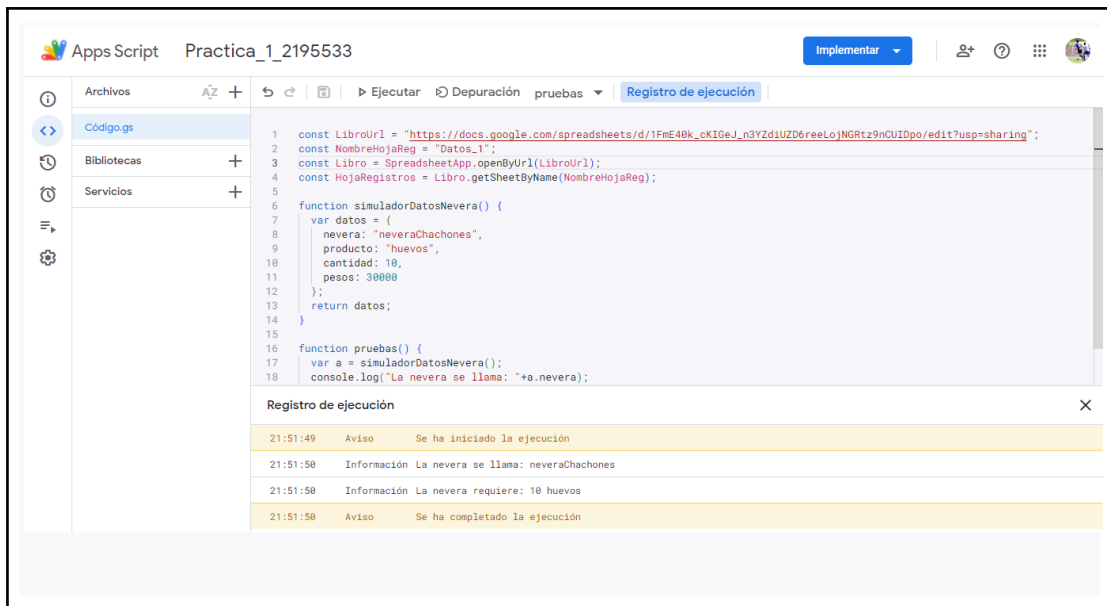 Apps Script Practica_1_2195533 Implementar
Archivos AZ Ejecutar Depuración pruebas Registro de ejecución
Código.gs
Bibliotecas
Servicios
1 const LibroUrl = "https://docs.google.com/spreadsheets/d/1FmE40k_cKIGeJ_n3YZdiUZD6reeLojNGRtz9nCUIDpo/edit?usp=sharing";
2 const NombreHojaReg = "Datos_1";
3 const Libro = SpreadsheetApp.openByUrl(LibroUrl);
4 const HojaRegistros = Libro.getSheetByName(NombreHojaReg);
5
6 function simuladorDatosNevera() {
7 var datos = {
8 nevera: "neveraChachones",
9 producto: "huevos",
10 cantidad: 10,
11 pesos: 30000
12 };
13 return datos;
14 }
15
16 function pruebas() {
17 var a = simuladorDatosNevera();
18 console.log("La nevera se llama: "+a.nevera);
Registro de ejecución
21:51:49 Aviso Se ha iniciado la ejecución
21:51:50 Información La nevera se llama: neveraChachones
21:51:50 Información La nevera requiere: 10 huevos
21:51:50 Aviso Se ha completado la ejecución